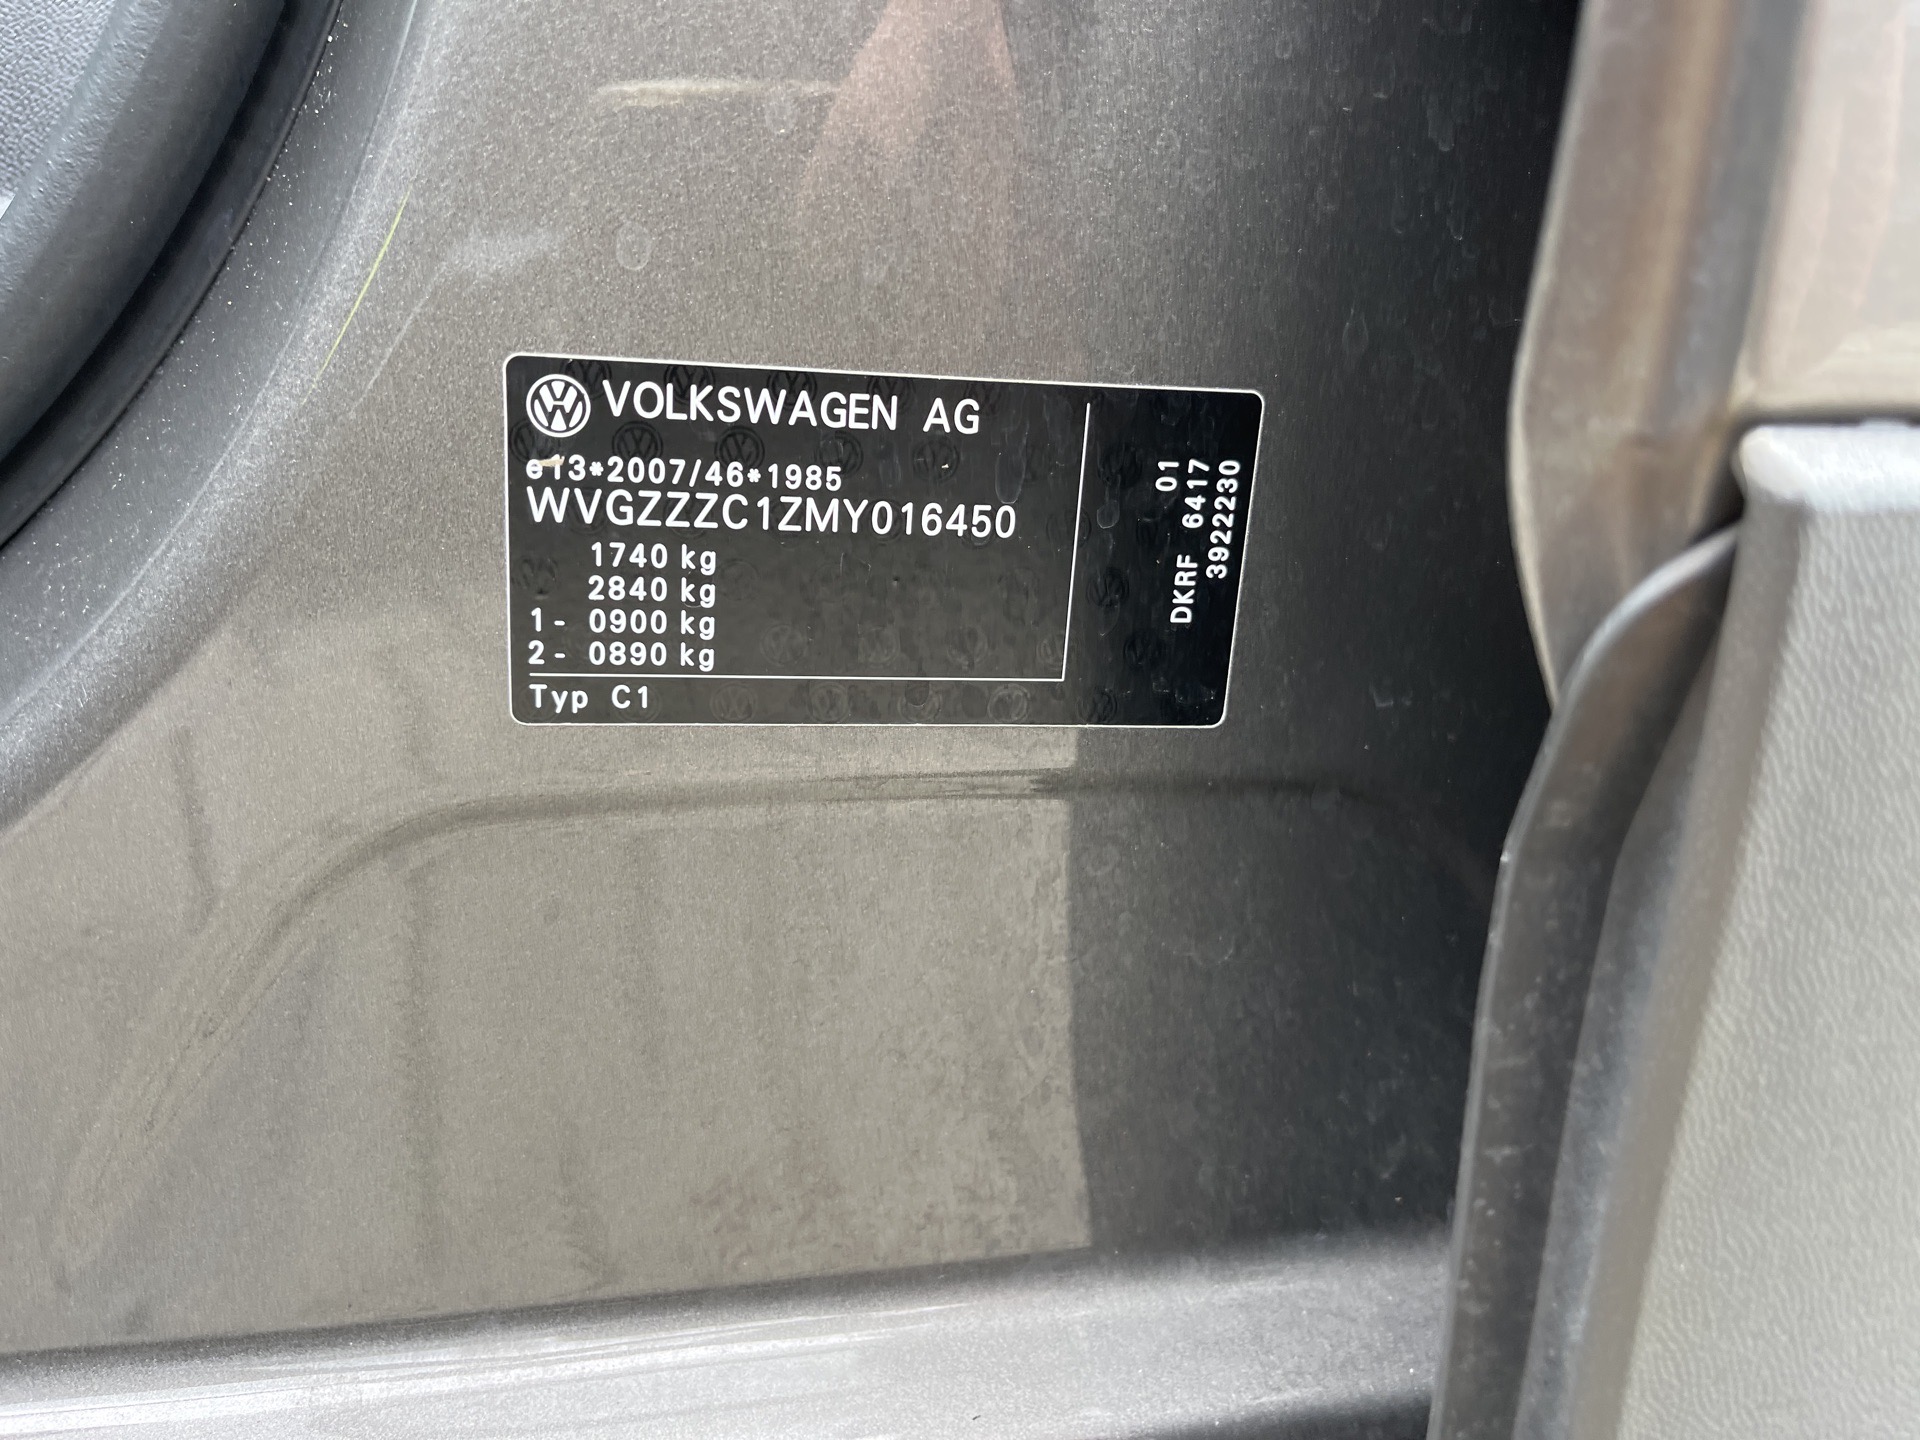 VOLKSWAGEN AG
e13*2007/46*1985
WVGZZZC1ZMY016450
1740 kg
2840 kg
1- 0900 kg
2- 0890 kg
Typ C1
01
DKRF 6417
3922230